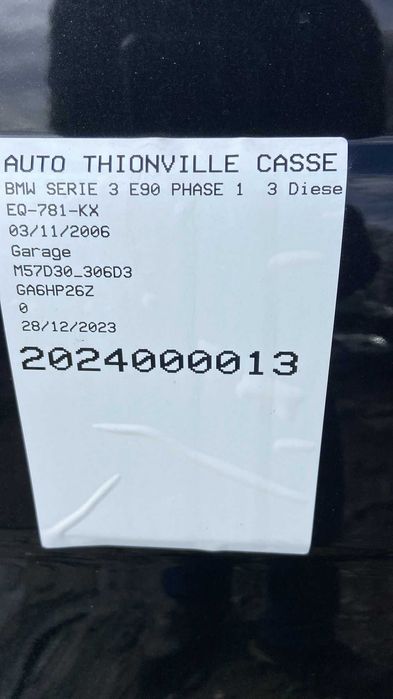 AUTO THIONVILLE CASSE
BMW SERIE 3 E90 PHASE 1 3 Diese
EQ-781-KX
03/11/2006
Garage
M57D30_306D3
GA6HP26Z
0
28/12/2023
2024000013